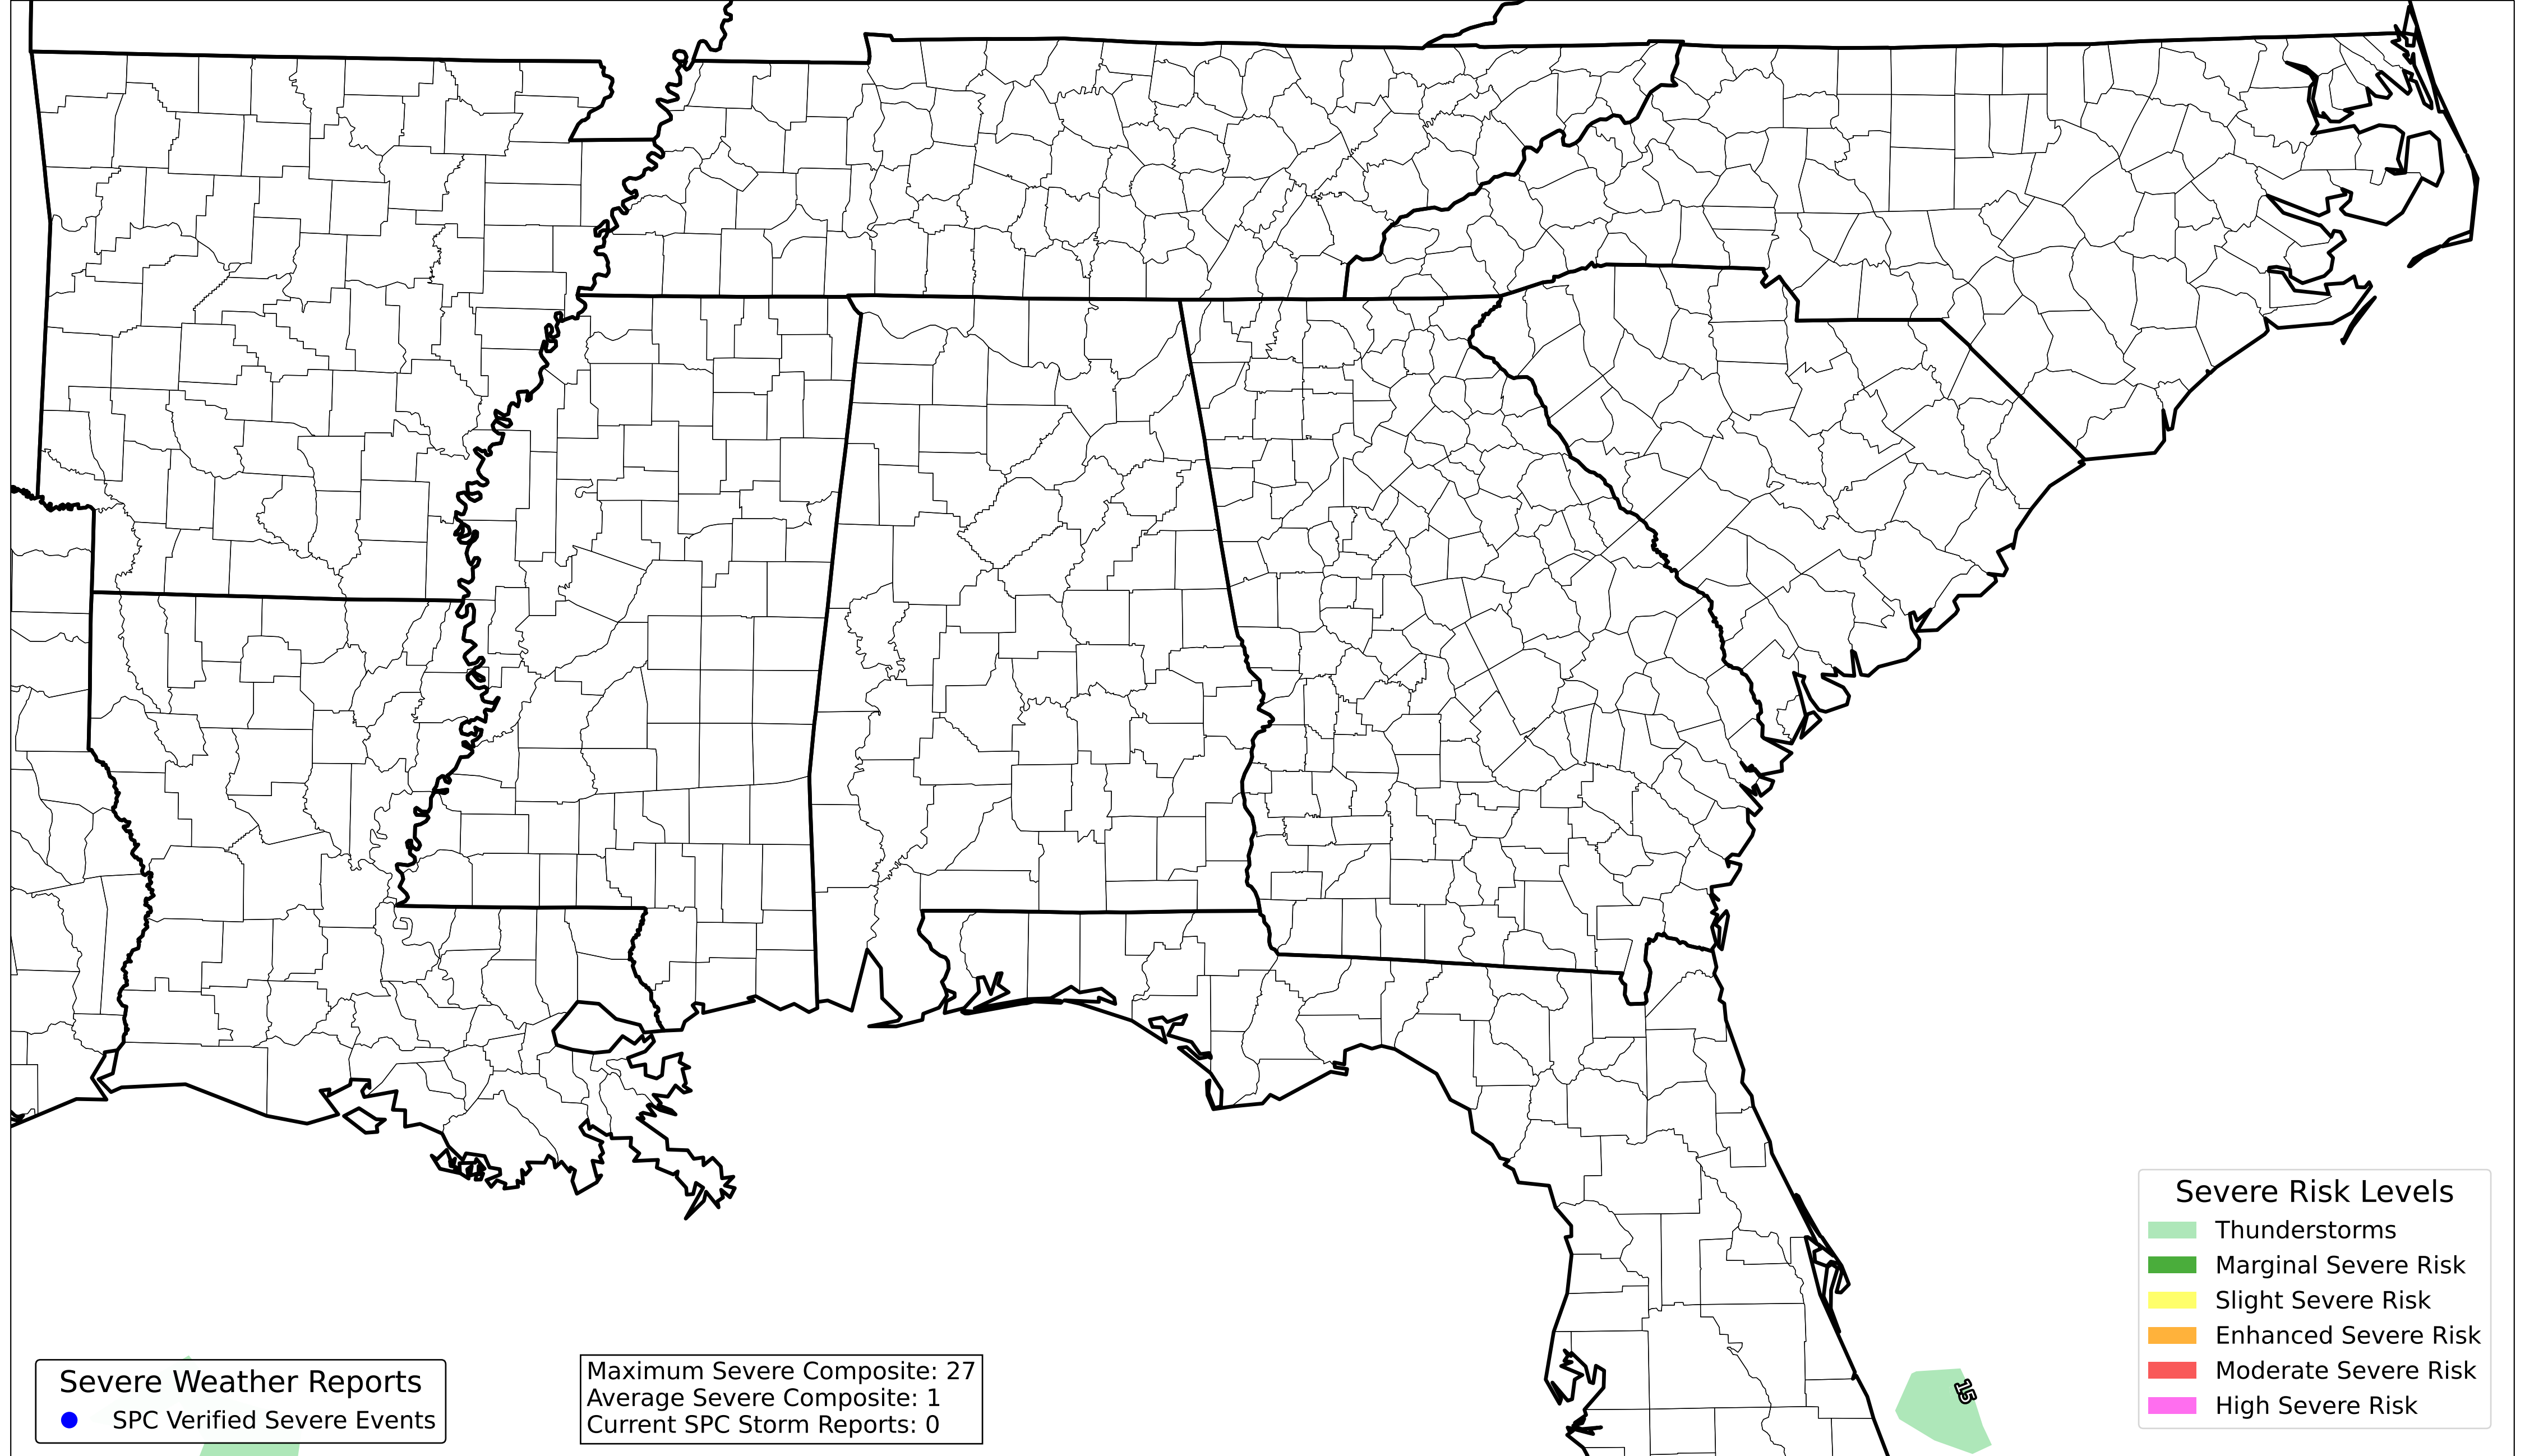 Severe Risk Levels
Thunderstorms
Marginal Severe Risk
Slight Severe Risk
Enhanced Severe Risk
Moderate Severe Risk
High Severe Risk
15
Severe Weather Reports
SPC Verified Severe Events
Maximum Severe Composite: 27
Average Severe Composite: 1
Current SPC Storm Reports: 0